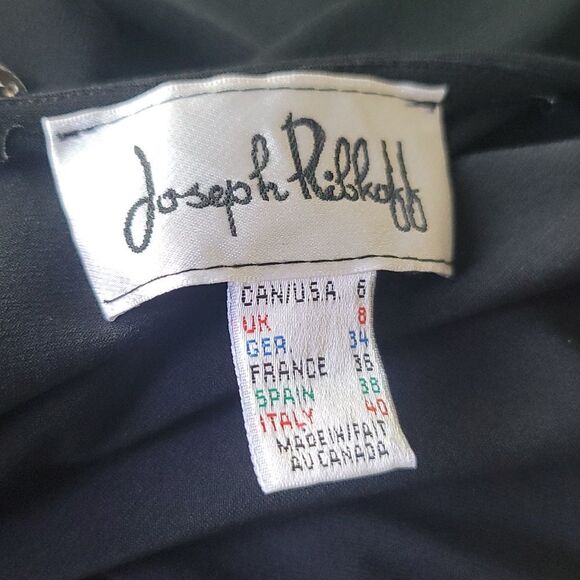 Joseph Ribkoff
CAN/U.S.A. 6
UK 8
GER. 34
FRANCE 36
SPAIN 38
ITALY 40
MADE IN/FAIT
AU CANADA